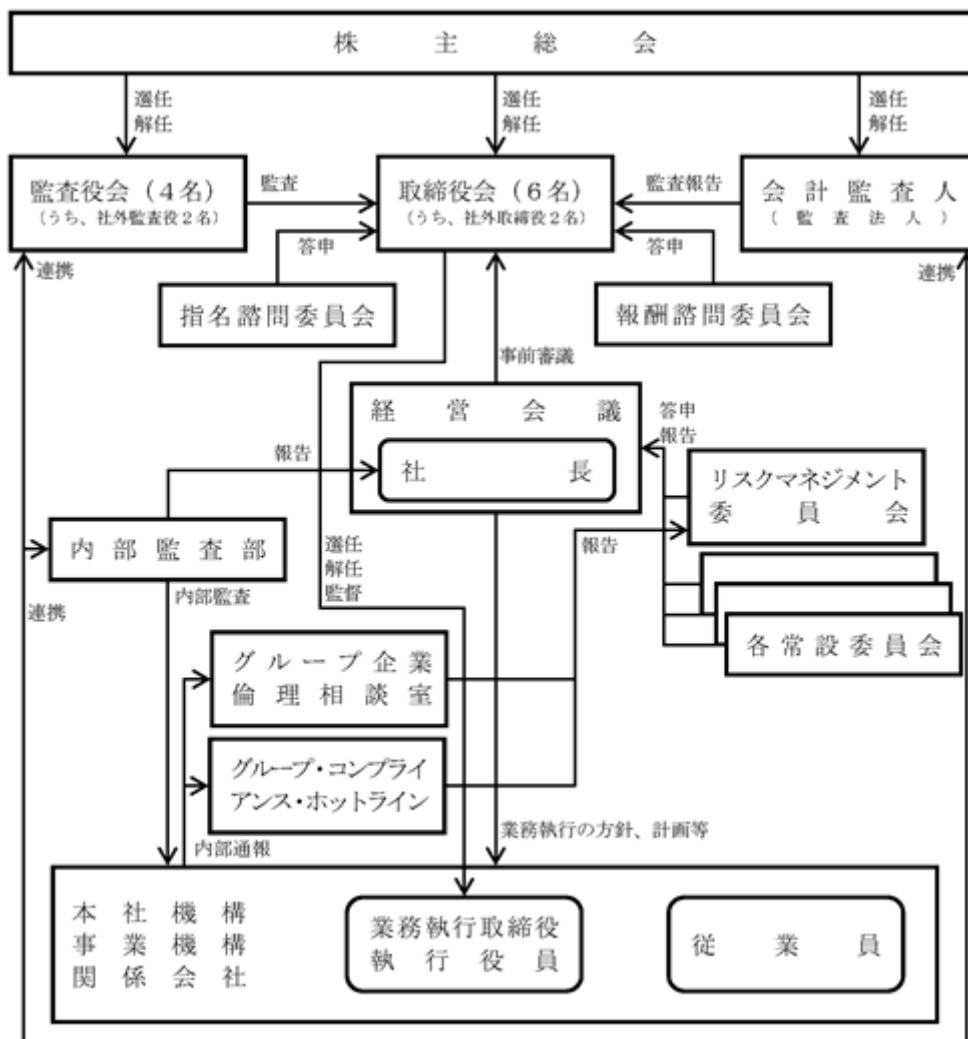 株主総会
選任
解任
選任
解任
選任
解任
監査役会（４名）
（うち、社外監査役２名）
監査
取締役会（６名）
（うち、社外取締役２名）
監査報告
会計監査人
（監査法人）
連携
答申
答申
連携
指名諮問委員会
報酬諮問委員会
事前審議
経営会議
社長
答申
報告
報告
リスクマネジメント
委員会
内部監査部
選任
解任
監督
報告
内部監査
連携
各常設委員会
グループ企業
倫理相談室
グループ・コンプライ
アンス・ホットライン
内部通報
業務執行の方針、計画等
本社機構
事業機構
関係会社
業務執行取締役
執行役員
従業員